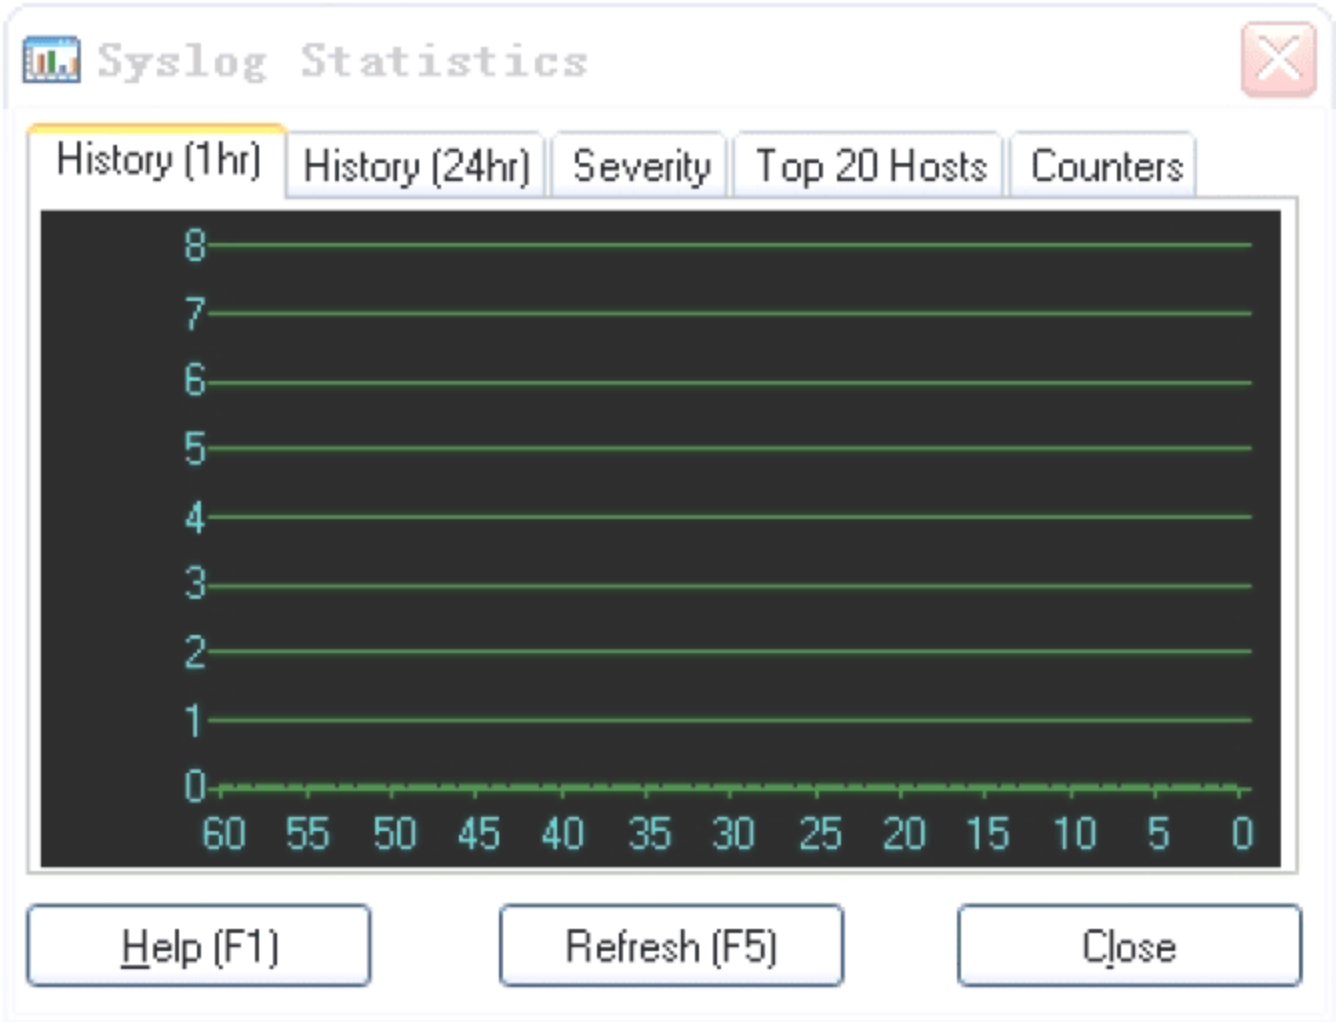 Syslog Statistics
History (1hr) History (24hr) Severity Top 20 Hosts Counters
8
7
6
5
4
3
2
1
0
60 55 50 45 40 35 30 25 20 15 10 5 0
Help (F1) Refresh (F5) Close